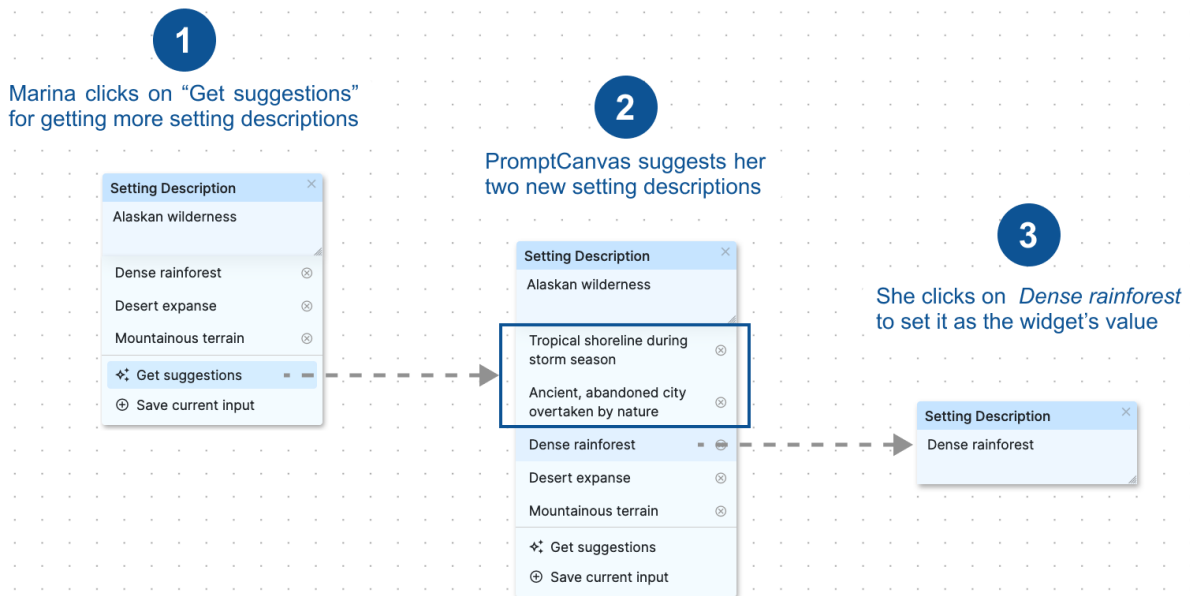 1
Marina clicks on “Get suggestions”
for getting more setting descriptions
Setting Description
Alaskan wilderness
Dense rainforest
Desert expanse
Mountainous terrain
Get suggestions
Save current input
2
PromptCanvas suggests her
two new setting descriptions
Setting Description
Alaskan wilderness
Tropical shoreline during
storm season
Ancient, abandoned city
overtaken by nature
Dense rainforest
Desert expanse
Mountainous terrain
Get suggestions
Save current input
3
She clicks on Dense rainforest
to set it as the widget’s value
Setting Description
Dense rainforest